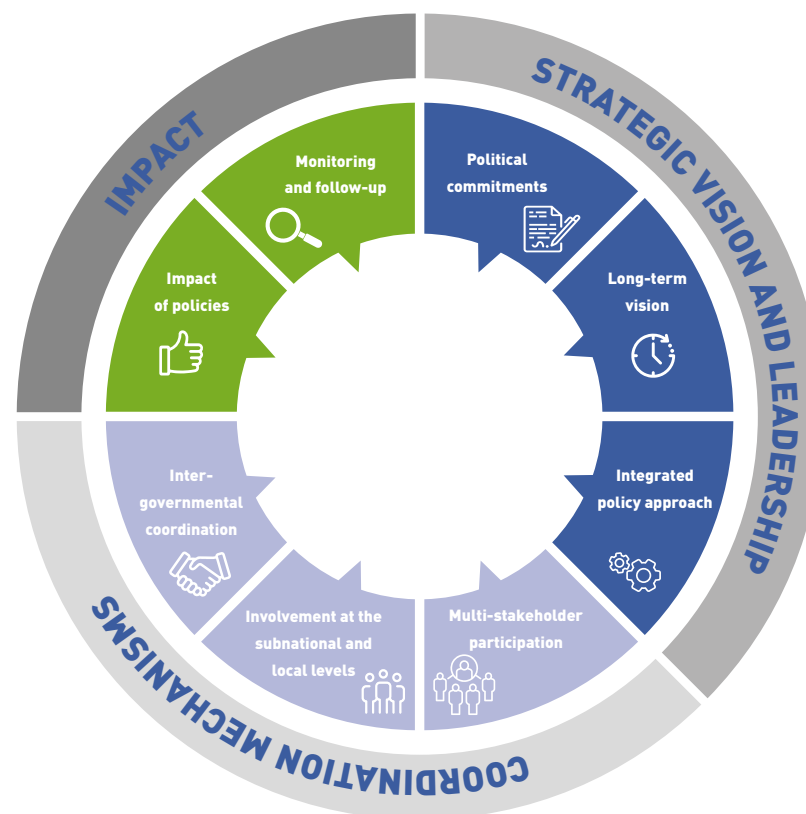 STRATEGIC VISION AND LEADERSHIP
Political
commitments
Long-term
vision
Integrated
policy approach
COORDINATION MECHANISMS
Multi-stakeholder
participation
Involvement at the
subnational and
local levels
Inter-
governmental
coordination
IMPACT
Impact
of policies
Monitoring
and follow-up